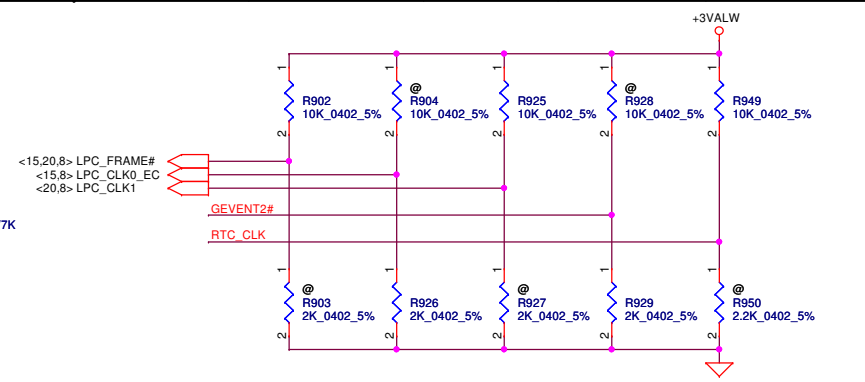 +3VALW
1 1 1 1 1
@ @
R902 R904 R925 R928 R949
10K_0402_5% 10K_0402_5% 10K_0402_5% 10K_0402_5% 10K_0402_5%
2 2 2 2 2
<15,20,8> LPC_FRAME#
<15,8> LPC_CLK0_EC
<20,8> LPC_CLK1
GEVENT2#
7K
RTC_CLK
1 1 1 1 1
@ @ @
R903 R926 R927 R929 R950
2K_0402_5% 2K_0402_5% 2K_0402_5% 2K_0402_5% 2.2K_0402_5%
2 2 2 2 2